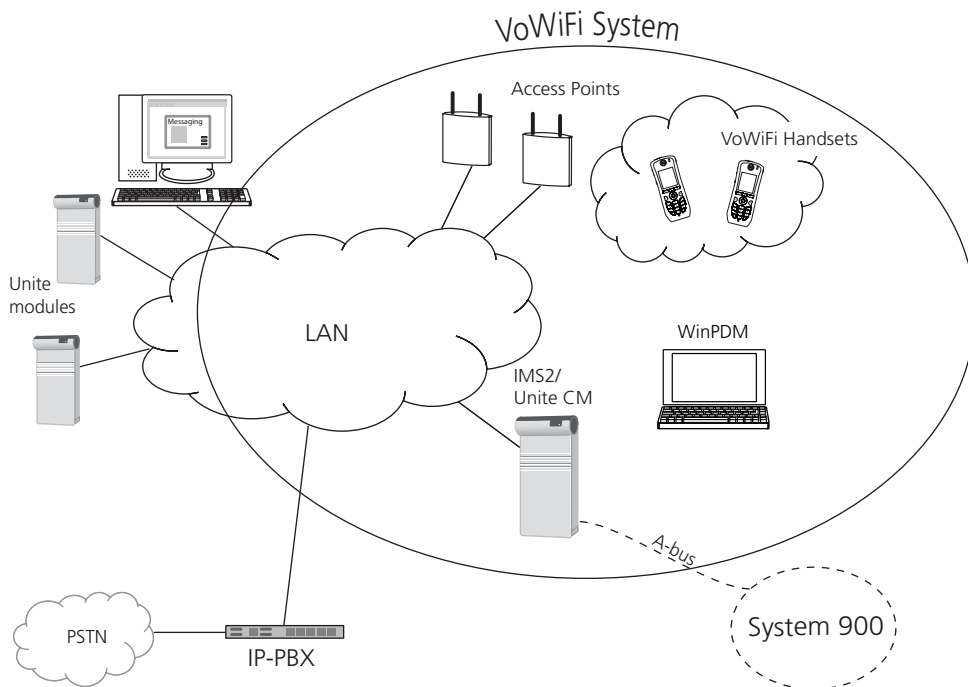 VoWiFi System
Access Points
Messaging
VoWiFi Handsets
Unite
modules
LAN
WinPDM
IMS2/
Unite CM
A-bus
System 900
PSTN
IP-PBX